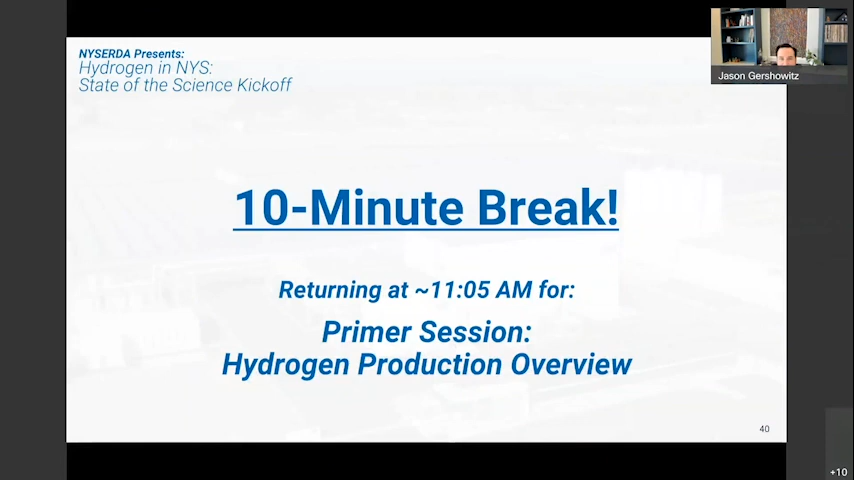 NYSERDA Presents:
Hydrogen in NYS:
State of the Science Kickoff
Jason Gershowitz
10-Minute Break!
Returning at ~11:05 AM for:
Primer Session:
Hydrogen Production Overview
40
+10